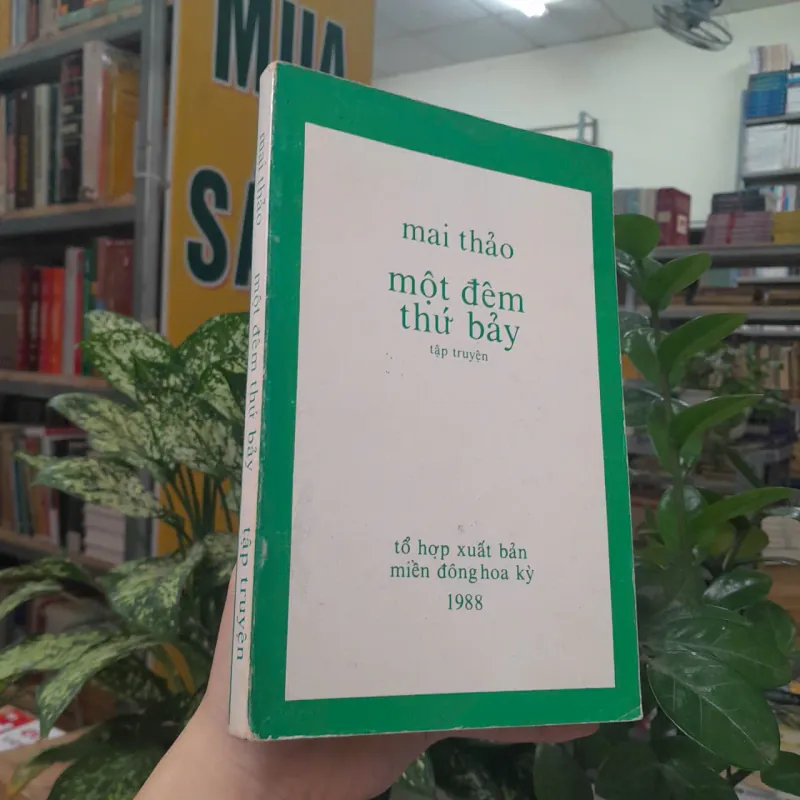 MUA
SÁ
mai thảo
một đêm
thứ bảy
tập truyện
tổ hợp xuất bản
miền đông hoa kỳ
1988
mai thảo một đêm thứ bảy tập truyện